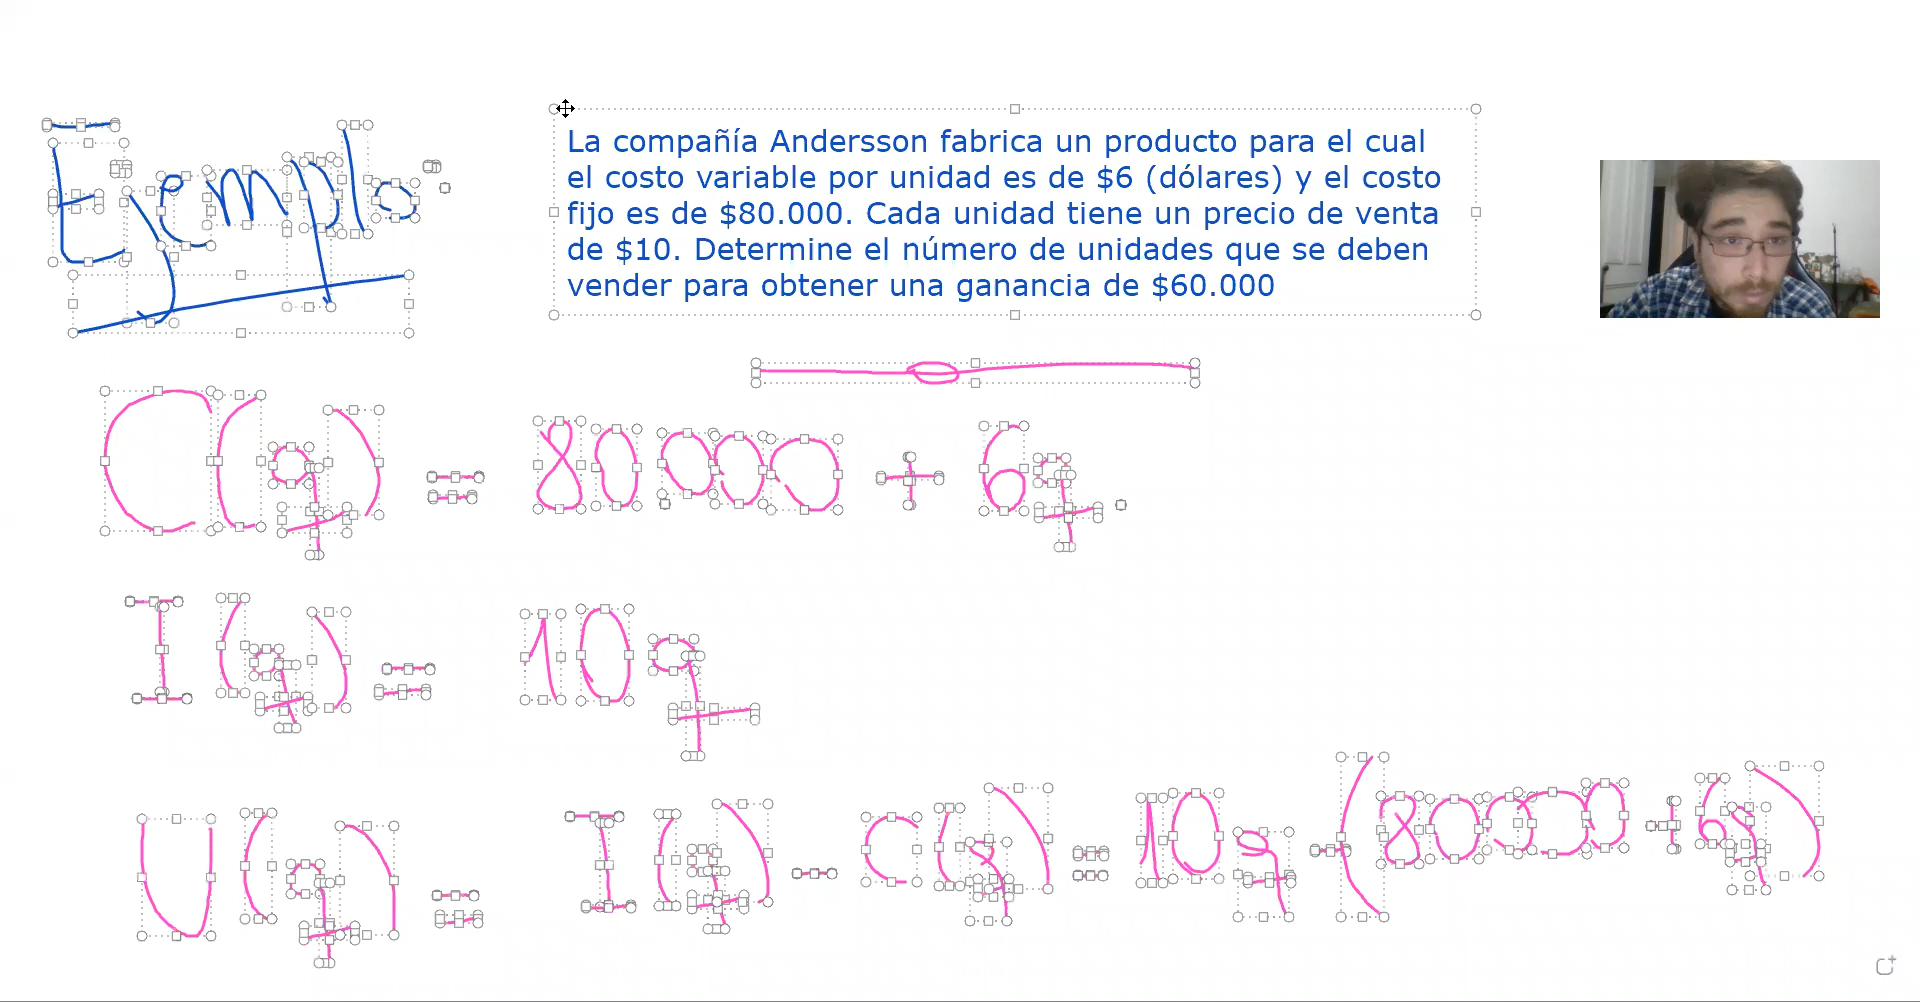 Ejemplo:
La compañía Andersson fabrica un producto para el cual
el costo variable por unidad es de $6 (dólares) y el costo
fijo es de $80.000. Cada unidad tiene un precio de venta
de $10. Determine el número de unidades que se deben
vender para obtener una ganancia de $60.000
C(q) = 80000 + 6q.
I(q) = 10q
U(q) = I(q) - C(q) = 10q - (80000 + 6q)